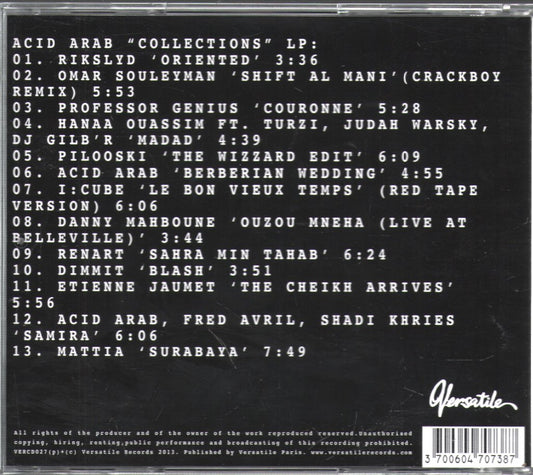 ACID ARAB “COLLECTIONS” LP:
01. RIKSLYD ‘ORIENTED’ 3:36
02. OMAR SOULEYMAN ‘SHIFT AL MANI’(CRACKBOY
REMIX) 5:53
03. PROFESSOR GENIUS ‘COURONNE’ 5:28
04. HANAA OUASSIM FT. TURZI, JUDAH WARSKY,
DJ GILB’R ‘MADAD’ 4:39
05. PILOOSKI ‘THE WIZZARD EDIT’ 6:09
06. ACID ARAB ‘BERBERIAN WEDDING’ 4:55
07. I:CUBE ‘LE BON VIEUX TEMPS’ (RED TAPE
VERSION) 6:06
08. DANNY MAHBOUNE ‘OUZOU MNEHA (LIVE AT
BELLEVILLE)’ 3:44
09. RENART ‘SAHRA MIN TAHAB’ 6:24
10. DIMMIT ‘BLASH’ 3:51
11. ETIENNE JAUMET ‘THE CHEIKH ARRIVES’
5:56
12. ACID ARAB, FRED AVRIL, SHADI KHRIES
‘SAMIRA’ 6:06
13. MATTIA ‘SURABAYA’ 7:49
Versatile
All rights of the producer and of the owner of the work reproduced reserved.Unauthorised
copying, hiring, renting,public performance and broadcasting of this recording prohibited.
VERCD027(p)*(c) Versatile Records 2013. Published by Versatile Paris. www.versatilerecords.com
3 700604 707387